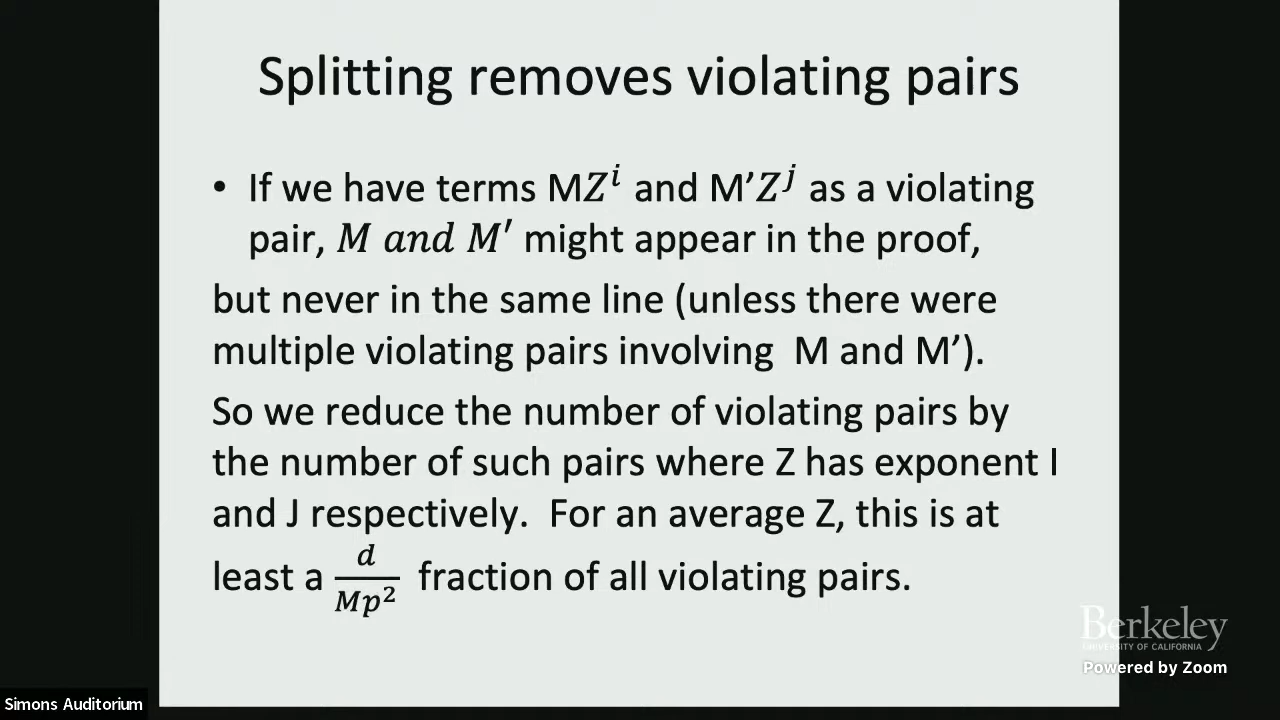 Splitting removes violating pairs
• If we have terms MZ^i and M'Z^j as a violating
pair, M and M' might appear in the proof,
but never in the same line (unless there were
multiple violating pairs involving M and M').
So we reduce the number of violating pairs by
the number of such pairs where Z has exponent I
and J respectively. For an average Z, this is at
least a d/Mp^2 fraction of all violating pairs.
Berkeley
UNIVERSITY OF CALIFORNIA
Powered by Zoom
Simons Auditorium